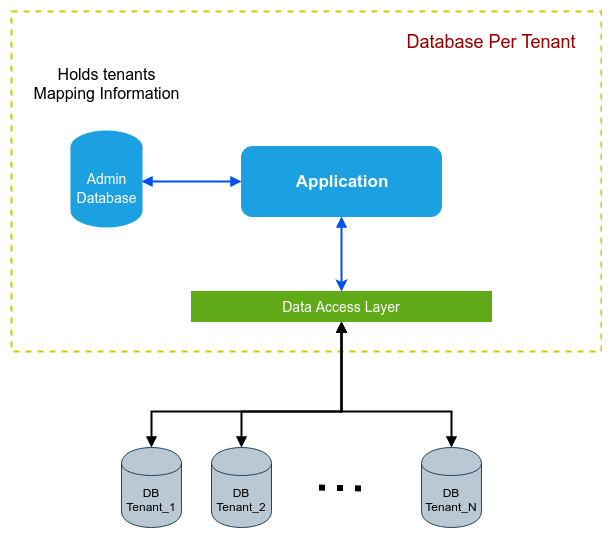 Database Per Tenant
Holds tenants
Mapping Information
Admin
Database
Application
Data Access Layer
DB
Tenant_1
DB
Tenant_2
DB
Tenant_N